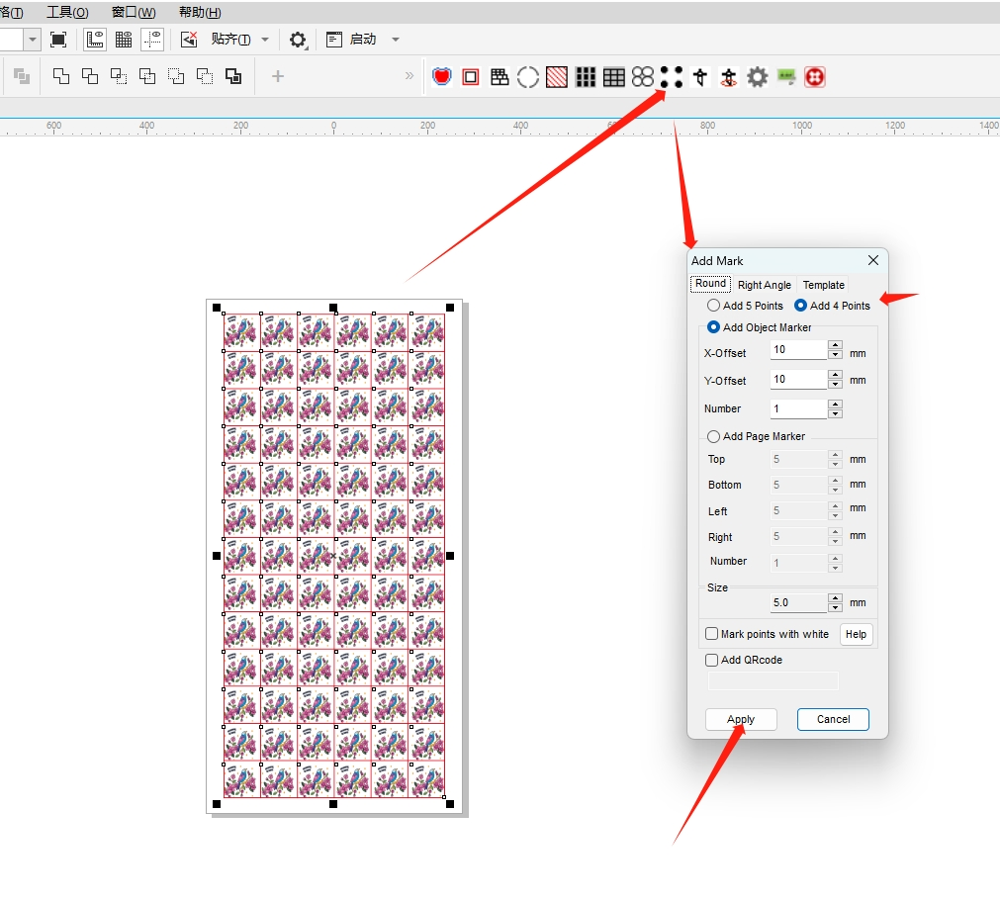 格(T) 工具(O) 窗口(W) 帮助(H)
贴齐(T) 启动
600 400 200 0 200 400 800 1000 1200 1400
Add Mark
Round Right Angle Template
Add 5 Points Add 4 Points
Add Object Marker
X-Offset 10 mm
Y-Offset 10 mm
Number 1
Add Page Marker
Top 5 mm
Bottom 5 mm
Left 5 mm
Right 5 mm
Number 1
Size
5.0 mm
Mark points with white Help
Add QRcode
Apply Cancel